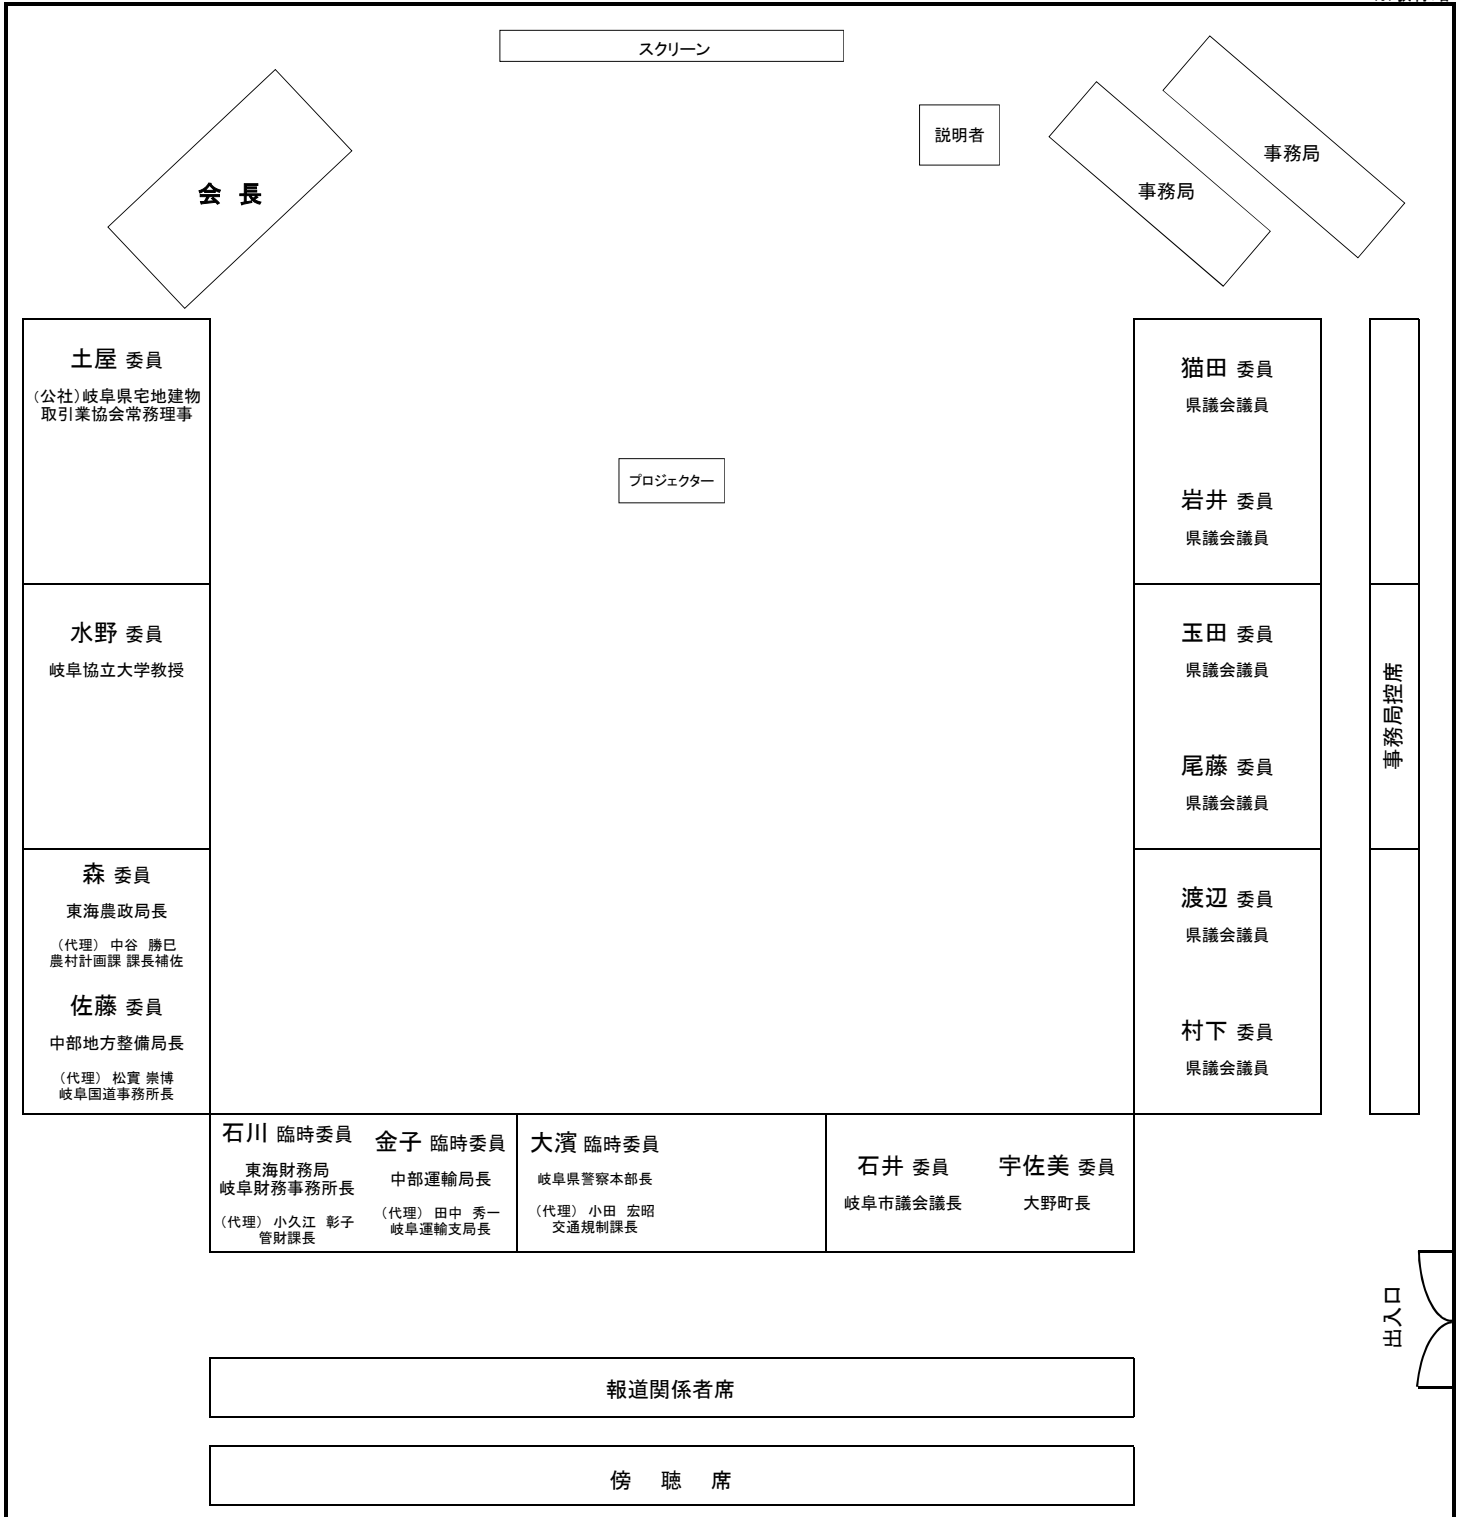 スクリーン
説明者
事務局
事務局
会 長
土屋 委員
(公社)岐阜県宅地建物
取引業協会常務理事
水野 委員
岐阜協立大学教授
森 委員
東海農政局長
(代理) 中谷 勝巳
農村計画課 課長補佐
佐藤 委員
中部地方整備局長
(代理) 松實 崇博
岐阜国道事務所長
プロジェクター
猫田 委員
県議会議員
岩井 委員
県議会議員
玉田 委員
県議会議員
尾藤 委員
県議会議員
渡辺 委員
県議会議員
村下 委員
県議会議員
事務局控席
石川 臨時委員
東海財務局
岐阜財務事務所長
(代理) 小久江 彰子
管財課長
金子 臨時委員
中部運輸局長
(代理) 田中 秀一
岐阜運輸支局長
大濱 臨時委員
岐阜県警察本部長
(代理) 小田 宏昭
交通規制課長
石井 委員
岐阜市議会議長
宇佐美 委員
大野町長
出入口
報道関係者席
傍 聴 席